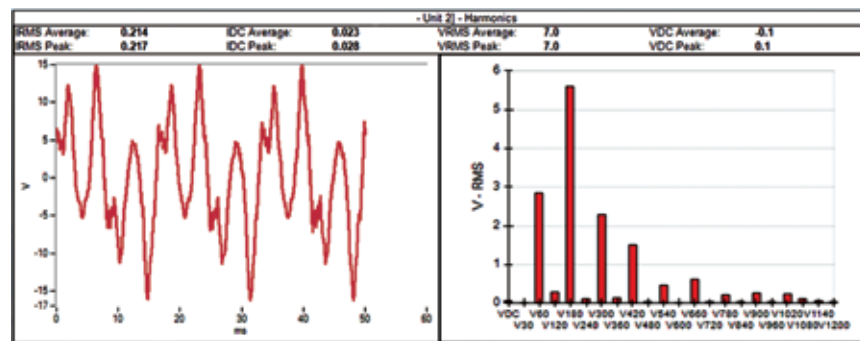 - Unit 2] - Harmonics
IRMS Average: 0.214 IDC Average: 0.023 VRMS Average: 7.0 VDC Average: -0.1
IRMS Peak: 0.217 IDC Peak: 0.028 VRMS Peak: 7.0 VDC Peak: 0.1
15
10
5
0
-5
-10
-15
-17
V
0 10 20 30 40 50 60
ms
6
5
4
3
2
1
0
V - RMS
VDC V60 V180 V300 V420 V540 V660 V780 V900 V1020 V1140
V30 V120 V240 V360 V480 V600 V720 V840 V960 V1080 V1200